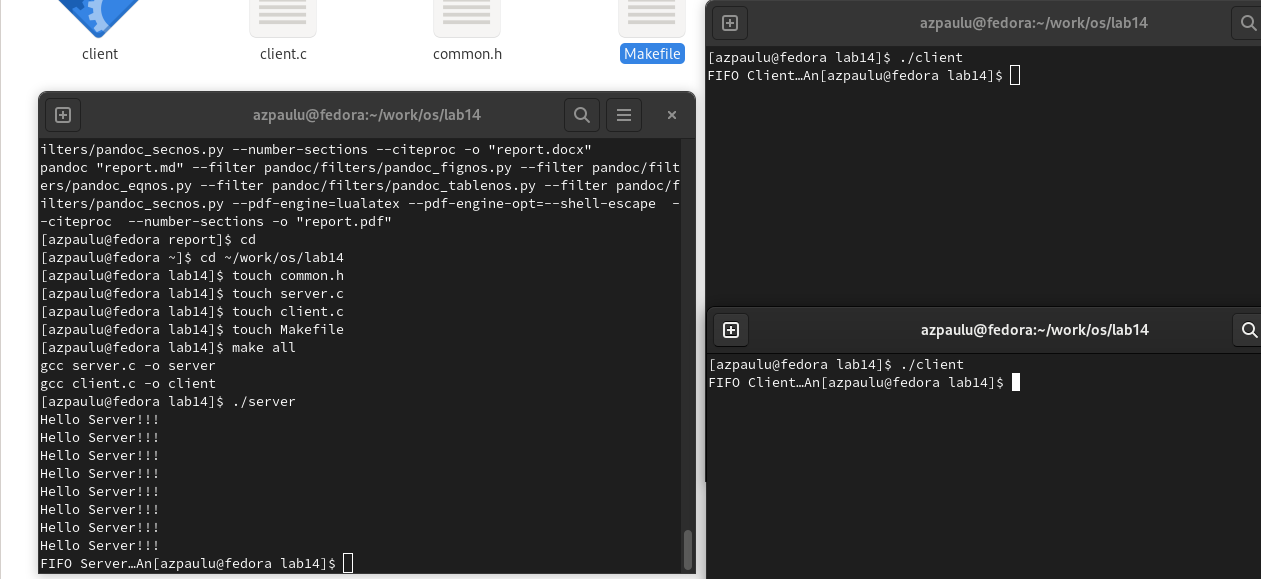 client
client.c
common.h
Makefile
azpaulu@fedora:~/work/os/lab14
ilters/pandoc_secnos.py --number-sections --citeproc -o "report.docx"
pandoc "report.md" --filter pandoc/filters/pandoc_fignos.py --filter pandoc/filt
ers/pandoc_eqnos.py --filter pandoc/filters/pandoc_tablenos.py --filter pandoc/f
ilters/pandoc_secnos.py --pdf-engine=lualatex --pdf-engine-opt=--shell-escape  -
-citeproc  --number-sections -o "report.pdf"
[azpaulu@fedora report]$ cd
[azpaulu@fedora ~]$ cd ~/work/os/lab14
[azpaulu@fedora lab14]$ touch common.h
[azpaulu@fedora lab14]$ touch server.c
[azpaulu@fedora lab14]$ touch client.c
[azpaulu@fedora lab14]$ touch Makefile
[azpaulu@fedora lab14]$ make all
gcc server.c -o server
gcc client.c -o client
[azpaulu@fedora lab14]$ ./server
Hello Server!!!
Hello Server!!!
Hello Server!!!
Hello Server!!!
Hello Server!!!
Hello Server!!!
Hello Server!!!
Hello Server!!!
FIFO Server…An[azpaulu@fedora lab14]$
azpaulu@fedora:~/work/os/lab14
[azpaulu@fedora lab14]$ ./client
FIFO Client…An[azpaulu@fedora lab14]$
azpaulu@fedora:~/work/os/lab14
[azpaulu@fedora lab14]$ ./client
FIFO Client…An[azpaulu@fedora lab14]$